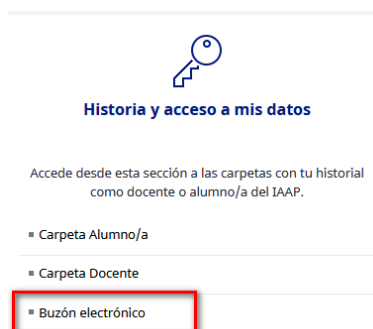 Historia y acceso a mis datos
Accede desde esta sección a las carpetas con tu historial
como docente o alumno/a del IAAP.
Carpeta Alumno/a
Carpeta Docente
Buzón electrónico